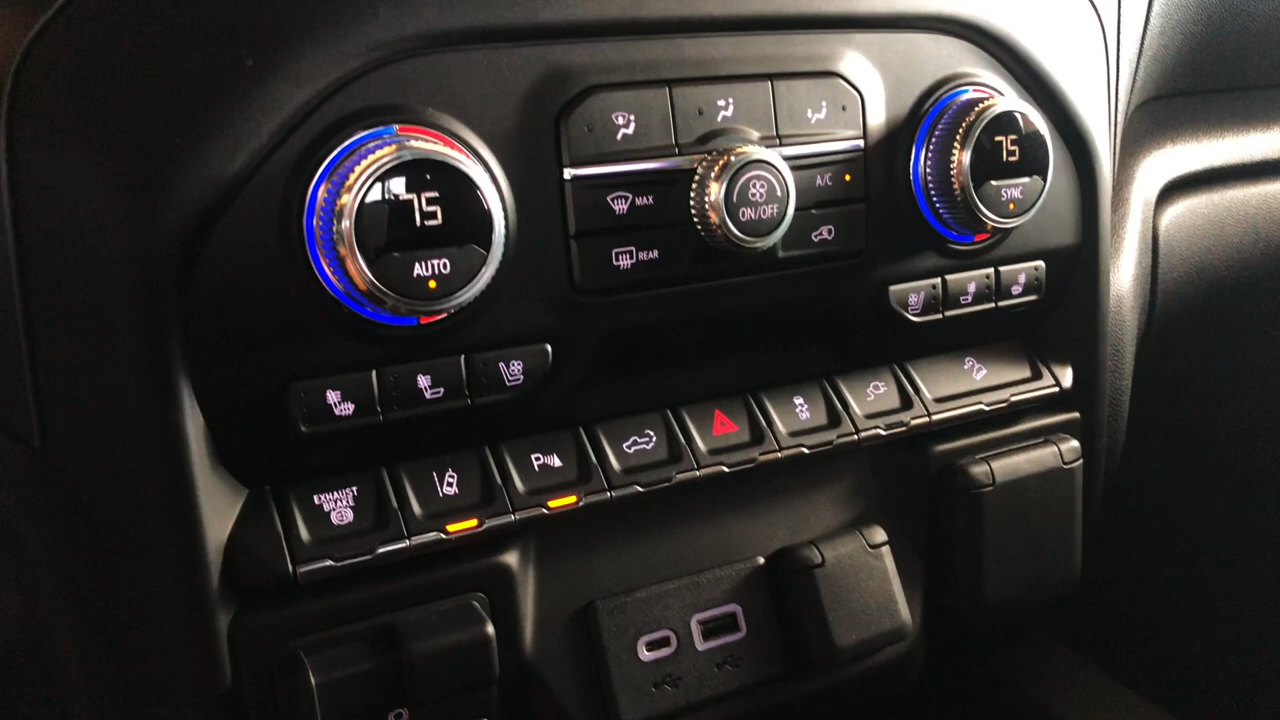 75
AUTO
MAX
REAR
ON/OFF
A/C
75
SYNC
EXHAUST
BRAKE
P
OFF